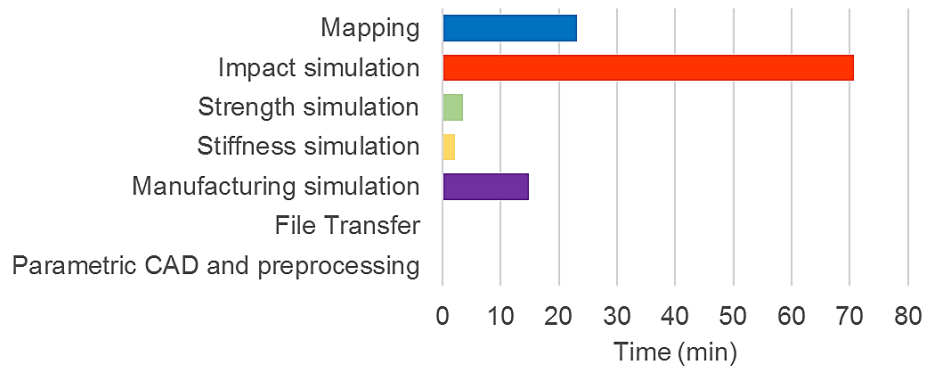 Mapping
Impact simulation
Strength simulation
Stiffness simulation
Manufacturing simulation
File Transfer
Parametric CAD and preprocessing
0 10 20 30 40 50 60 70 80
Time (min)